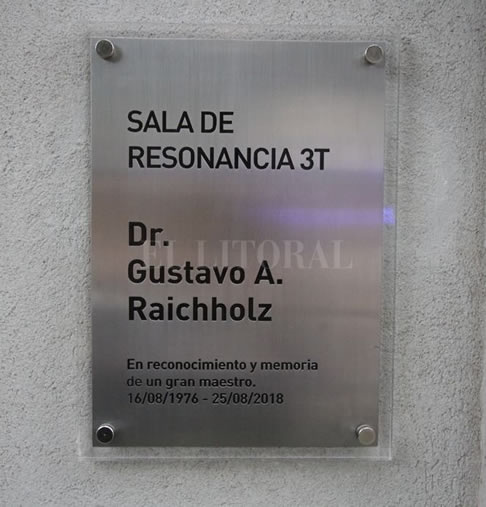 SALA DE
RESONANCIA 3T
Dr.
EL LITORAL
Gustavo A.
Raichholz
En reconocimiento y memoria
de un gran maestro.
16/08/1976 - 25/08/2018